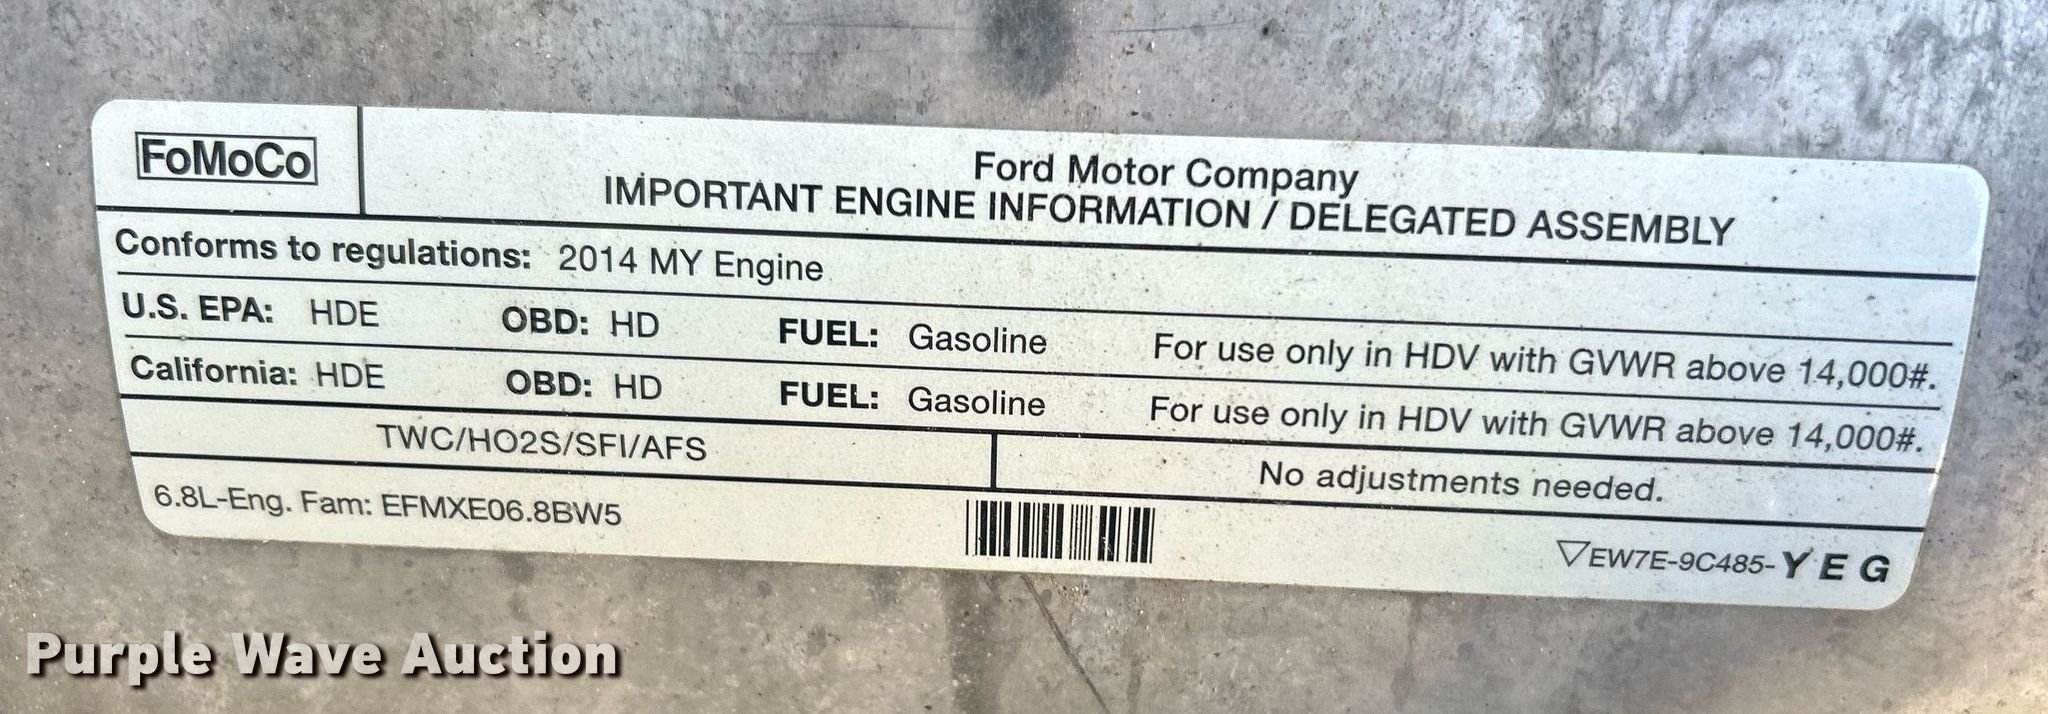 FoMoCo
Ford Motor Company
IMPORTANT ENGINE INFORMATION / DELEGATED ASSEMBLY
Conforms to regulations: 2014 MY Engine
U.S. EPA: HDE OBD: HD FUEL: Gasoline For use only in HDV with GVWR above 14,000#.
California: HDE OBD: HD FUEL: Gasoline For use only in HDV with GVWR above 14,000#.
TWC/HO2S/SFI/AFS No adjustments needed.
6.8L-Eng. Fam: EFMXE06.8BW5 ▽EW7E-9C485-YEG
Purple Wave Auction